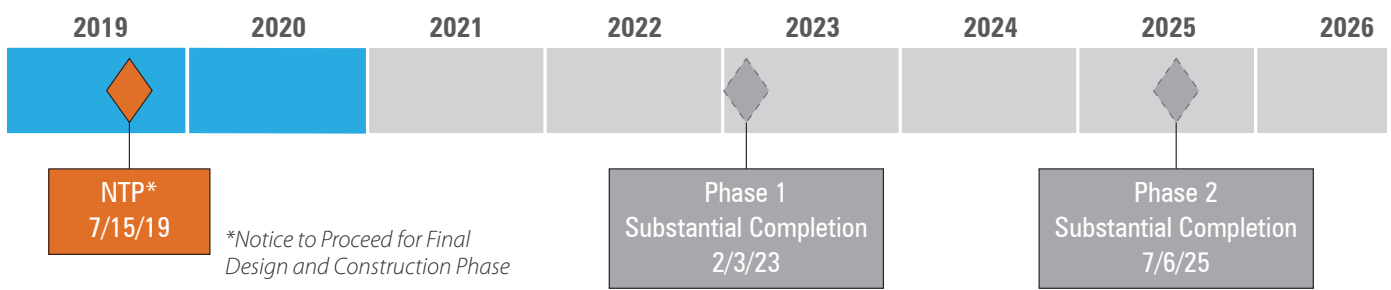 2019 2020 2021 2022 2023 2024 2025 2026
NTP*
7/15/19
*Notice to Proceed for Final
Design and Construction Phase
Phase 1
Substantial Completion
2/3/23
Phase 2
Substantial Completion
7/6/25